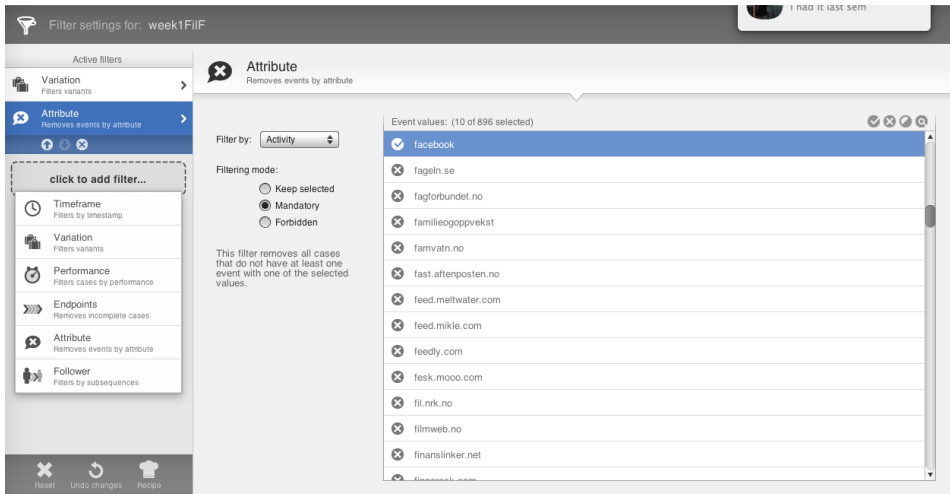 Filter settings for: week1FilF
I had it last sem
Active filters
Variation
Filters variants
Attribute
Removes events by attribute
click to add filter...
Timeframe
Filters by timestamp
Variation
Filters variants
Performance
Filters cases by performance
Endpoints
Removes incomplete cases
Attribute
Removes events by attribute
Follower
Filters by subsequences
Reset Undo changes Recipe
Attribute
Removes events by attribute
Filter by: Activity
Filtering mode:
Keep selected
Mandatory
Forbidden
This filter removes all cases
that do not have at least one
event with one of the selected
values.
Event values: (10 of 896 selected)
facebook
fageln.se
fagforbundet.no
familieogoppvekst
famvatn.no
fast.aftenposten.no
feed.meltwater.com
feed.mikle.com
feedly.com
fesk.mooo.com
fil.nrk.no
filmweb.no
finanslinker.net